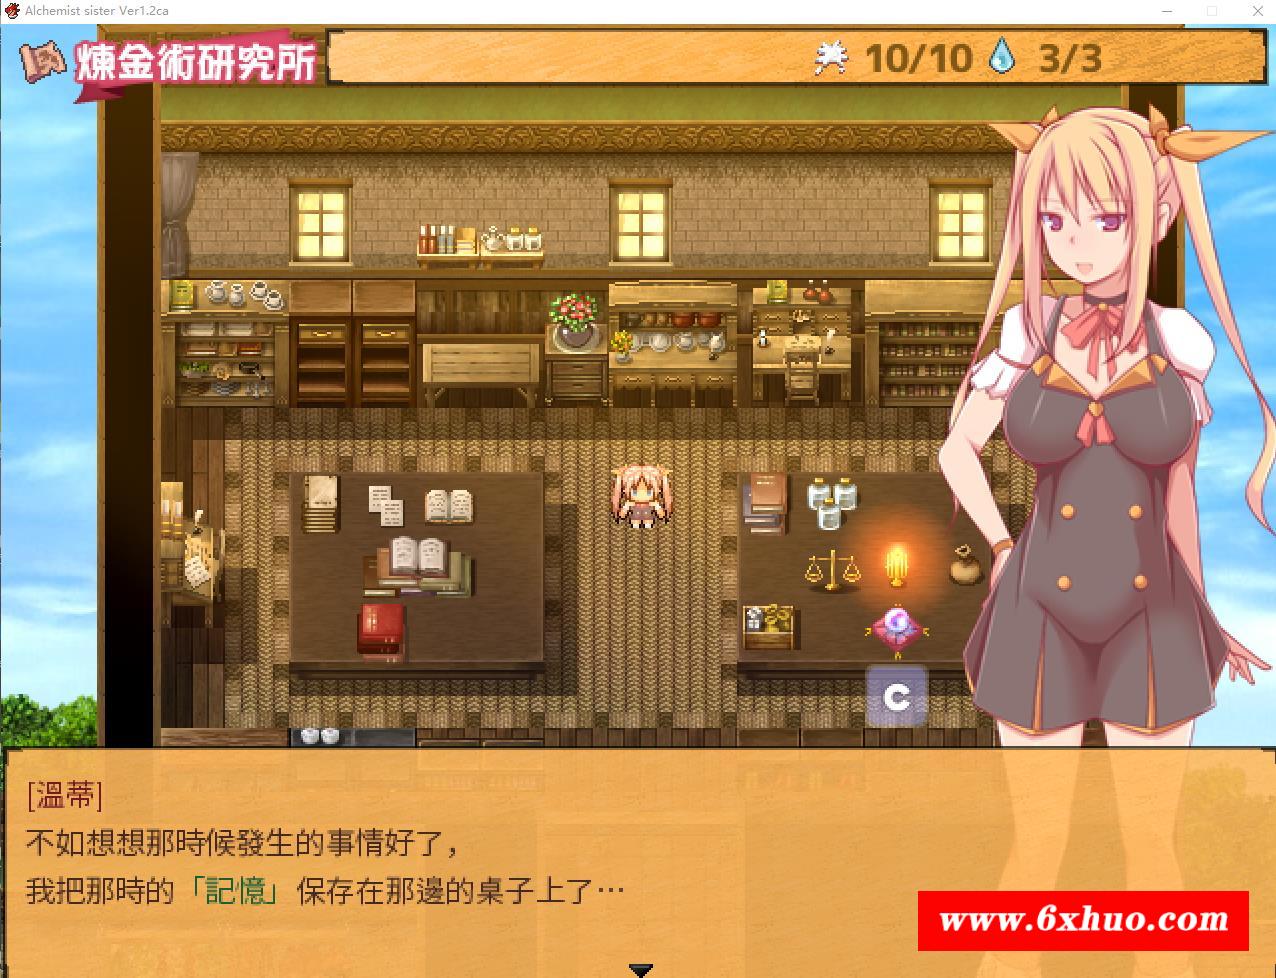 Alchemist sister Ver1.2ca
煉金術研究所
10/10 3/3
C
[溫蒂]
不如想想那時候發生的事情好了，
我把那時的「記憶」保存在那邊的桌子上了…
www.6xhuo.com